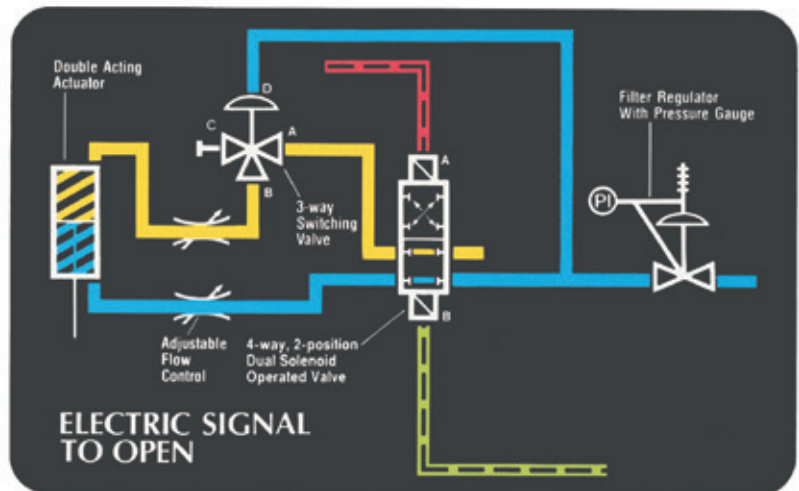 Double Acting
Actuator
D
C
A
B
3-way
Switching
Valve
A
Filter Regulator
With Pressure Gauge
PI
B
Adjustable
Flow
Control
4-way, 2-position
Dual Solenoid
Operated Valve
ELECTRIC SIGNAL
TO OPEN